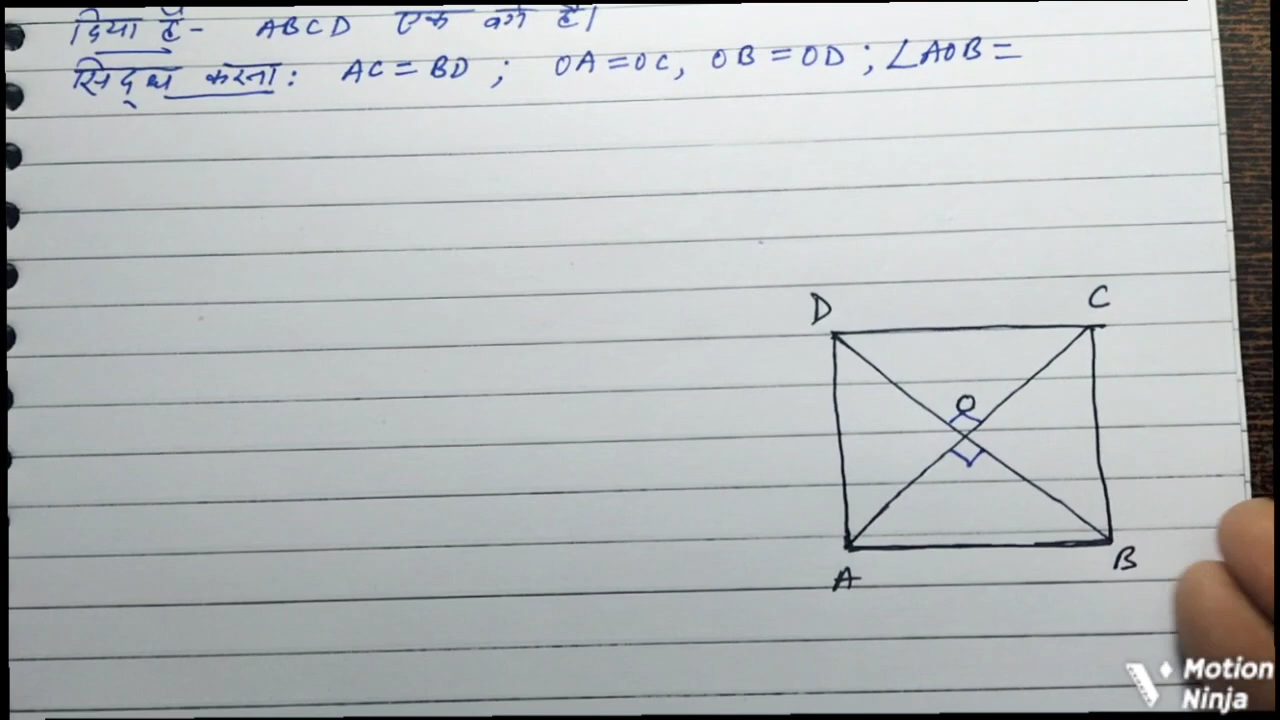 दिया है- ABCD एक वर्ग है।
सिद्ध करना: AC = BD ; OA = OC, OB = OD ; ∠AOB =
D
C
O
A
B
Motion
Ninja